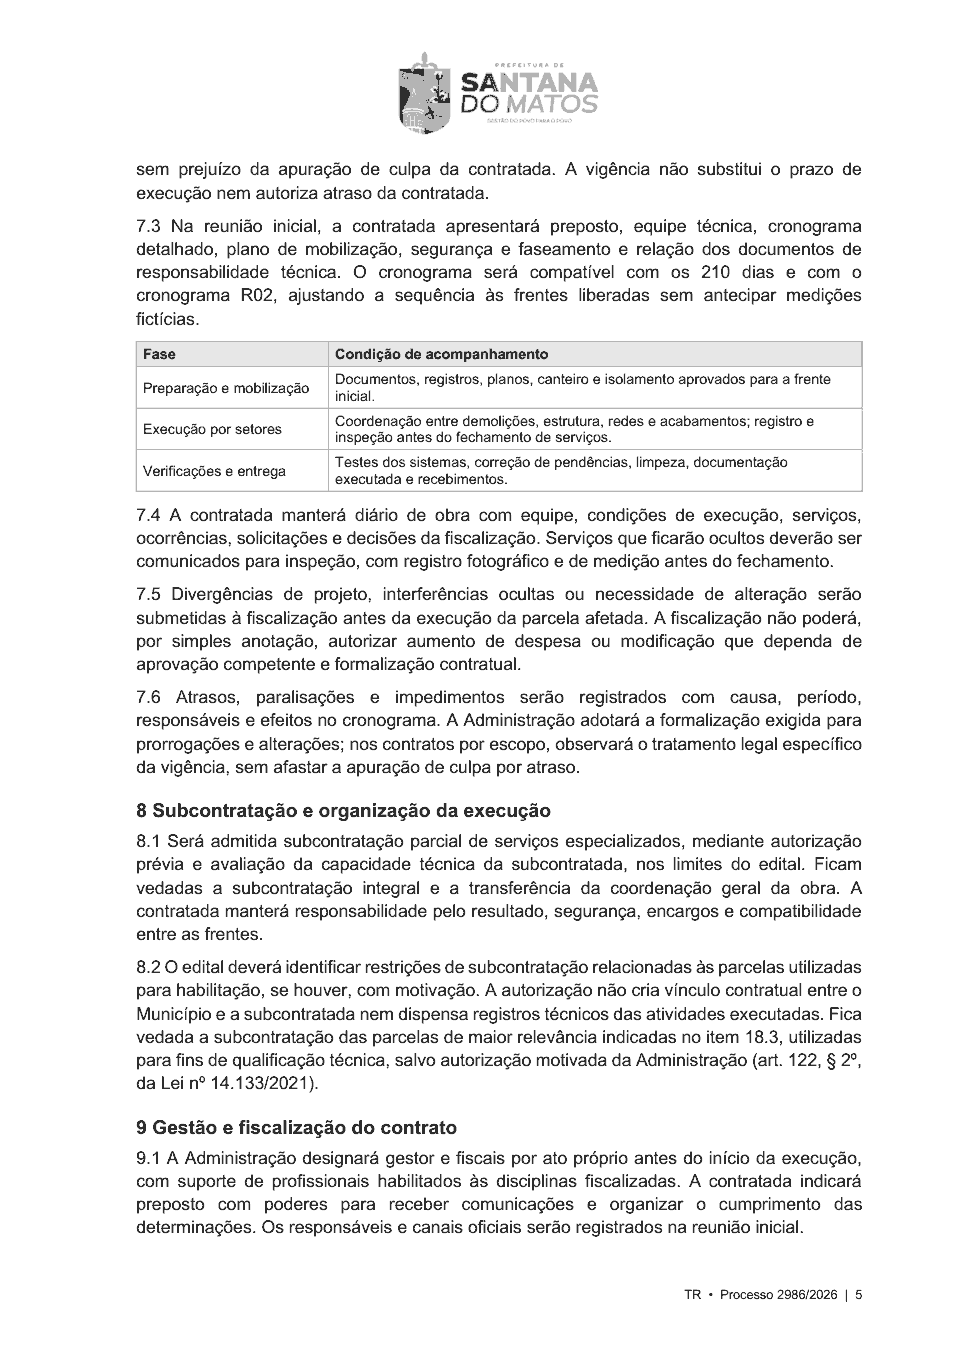 PREFEITURA DE
SANTANA
DO MATOS
GESTÃO DO POVO PARA O POVO
sem prejuízo da apuração de culpa da contratada. A vigência não substitui o prazo de
execução nem autoriza atraso da contratada.
7.3 Na reunião inicial, a contratada apresentará preposto, equipe técnica, cronograma
detalhado, plano de mobilização, segurança e faseamento e relação dos documentos de
responsabilidade técnica. O cronograma será compatível com os 210 dias e com o
cronograma R02, ajustando a sequência às frentes liberadas sem antecipar medições
fictícias.
Fase
Condição de acompanhamento
Preparação e mobilização
Documentos, registros, planos, canteiro e isolamento aprovados para a frente
inicial.
Execução por setores
Coordenação entre demolições, estrutura, redes e acabamentos; registro e
inspeção antes do fechamento de serviços.
Verificações e entrega
Testes dos sistemas, correção de pendências, limpeza, documentação
executada e recebimentos.
7.4 A contratada manterá diário de obra com equipe, condições de execução, serviços,
ocorrências, solicitações e decisões da fiscalização. Serviços que ficarão ocultos deverão ser
comunicados para inspeção, com registro fotográfico e de medição antes do fechamento.
7.5 Divergências de projeto, interferências ocultas ou necessidade de alteração serão
submetidas à fiscalização antes da execução da parcela afetada. A fiscalização não poderá,
por simples anotação, autorizar aumento de despesa ou modificação que dependa de
aprovação competente e formalização contratual.
7.6 Atrasos, paralisações e impedimentos serão registrados com causa, período,
responsáveis e efeitos no cronograma. A Administração adotará a formalização exigida para
prorrogações e alterações; nos contratos por escopo, observará o tratamento legal específico
da vigência, sem afastar a apuração de culpa por atraso.
8 Subcontratação e organização da execução
8.1 Será admitida subcontratação parcial de serviços especializados, mediante autorização
prévia e avaliação da capacidade técnica da subcontratada, nos limites do edital. Ficam
vedadas a subcontratação integral e a transferência da coordenação geral da obra. A
contratada manterá responsabilidade pelo resultado, segurança, encargos e compatibilidade
entre as frentes.
8.2 O edital deverá identificar restrições de subcontratação relacionadas às parcelas utilizadas
para habilitação, se houver, com motivação. A autorização não cria vínculo contratual entre o
Município e a subcontratada nem dispensa registros técnicos das atividades executadas. Fica
vedada a subcontratação das parcelas de maior relevância indicadas no item 18.3, utilizadas
para fins de qualificação técnica, salvo autorização motivada da Administração (art. 122, § 2º,
da Lei nº 14.133/2021).
9 Gestão e fiscalização do contrato
9.1 A Administração designará gestor e fiscais por ato próprio antes do início da execução,
com suporte de profissionais habilitados às disciplinas fiscalizadas. A contratada indicará
preposto com poderes para receber comunicações e organizar o cumprimento das
determinações. Os responsáveis e canais oficiais serão registrados na reunião inicial.
TR • Processo 2986/2026 | 5